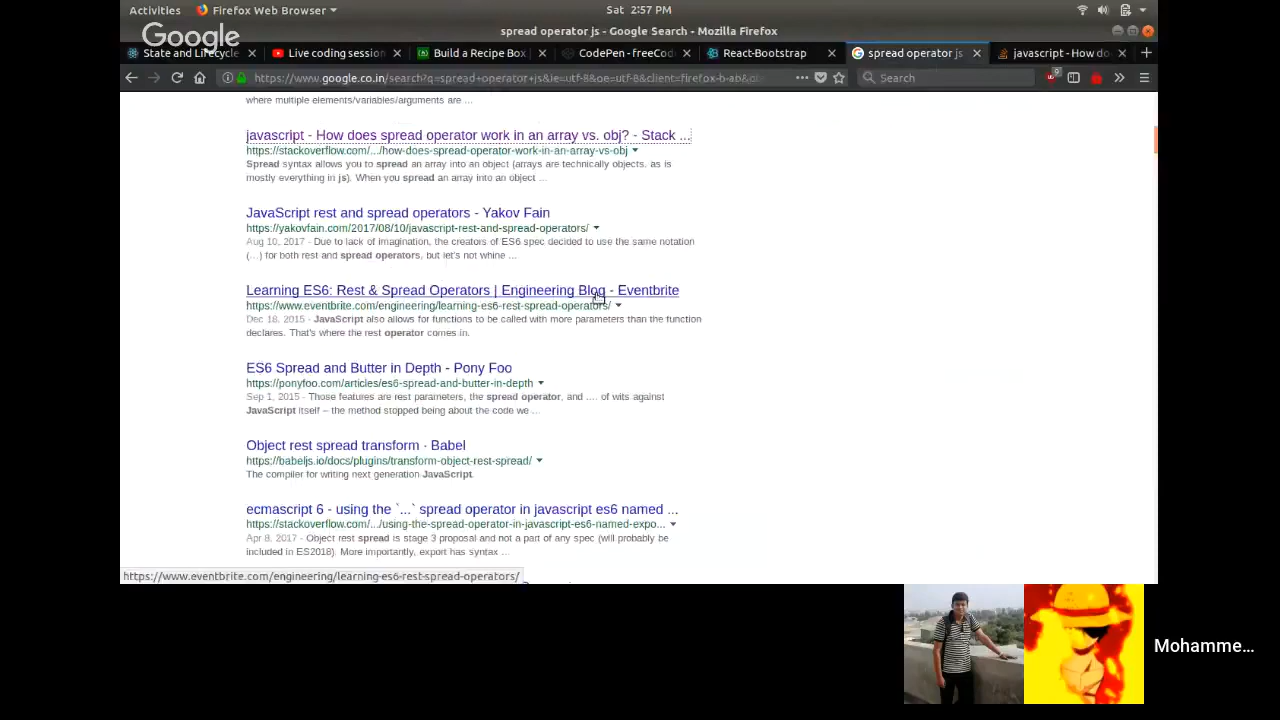 Activities
Firefox Web Browser
Sat 2:57 PM
Google
spread operator js - Google Search - Mozilla Firefox
State and Lifecycle
Live coding session
Build a Recipe Box
CodePen - FreeCode
React-Bootstrap
spread operator js
javascript - How do
https://www.google.co.in/search?q=spread+operator+js&ie=utf-8&oe=utf-8&client=firefox-b-ab&
Search
0
where multiple elements/variables/arguments are ...
javascript - How does spread operator work in an array vs. obj? - Stack ...
https://stackoverflow.com/.../how-does-spread-operator-work-in-an-array-vs-obj
Spread syntax allows you to spread an array into an object (arrays are technically objects, as is
mostly everything in js). When you spread an array into an object ...
JavaScript rest and spread operators - Yakov Fain
https://yakovfain.com/2017/08/10/javascript-rest-and-spread-operators/
Aug 10, 2017 - Due to lack of imagination, the creators of ES6 spec decided to use the same notation
(…) for both rest and spread operators, but let's not whine ...
Learning ES6: Rest & Spread Operators | Engineering Blog - Eventbrite
https://www.eventbrite.com/engineering/learning-es6-rest-spread-operators/
Dec 18, 2015 - JavaScript also allows for functions to be called with more parameters than the function
declares. That's where the rest operator comes in.
ES6 Spread and Butter in Depth - Pony Foo
https://ponyfoo.com/articles/es6-spread-and-butter-in-depth
Sep 1, 2015 - Those features are rest parameters, the spread operator, and .... of wits against
JavaScript itself – the method stopped being about the code we ...
Object rest spread transform · Babel
https://babeljs.io/docs/plugins/transform-object-rest-spread/
The compiler for writing next generation JavaScript.
ecmascript 6 - using the `...` spread operator in javascript es6 named ...
https://stackoverflow.com/.../using-the-spread-operator-in-javascript-es6-named-expo...
Apr 8, 2017 - Object rest spread is stage 3 proposal and not a part of any spec (will probably be
included in ES2018). More importantly, export has syntax ...
https://www.eventbrite.com/engineering/learning-es6-rest-spread-operators/
Mohamme...